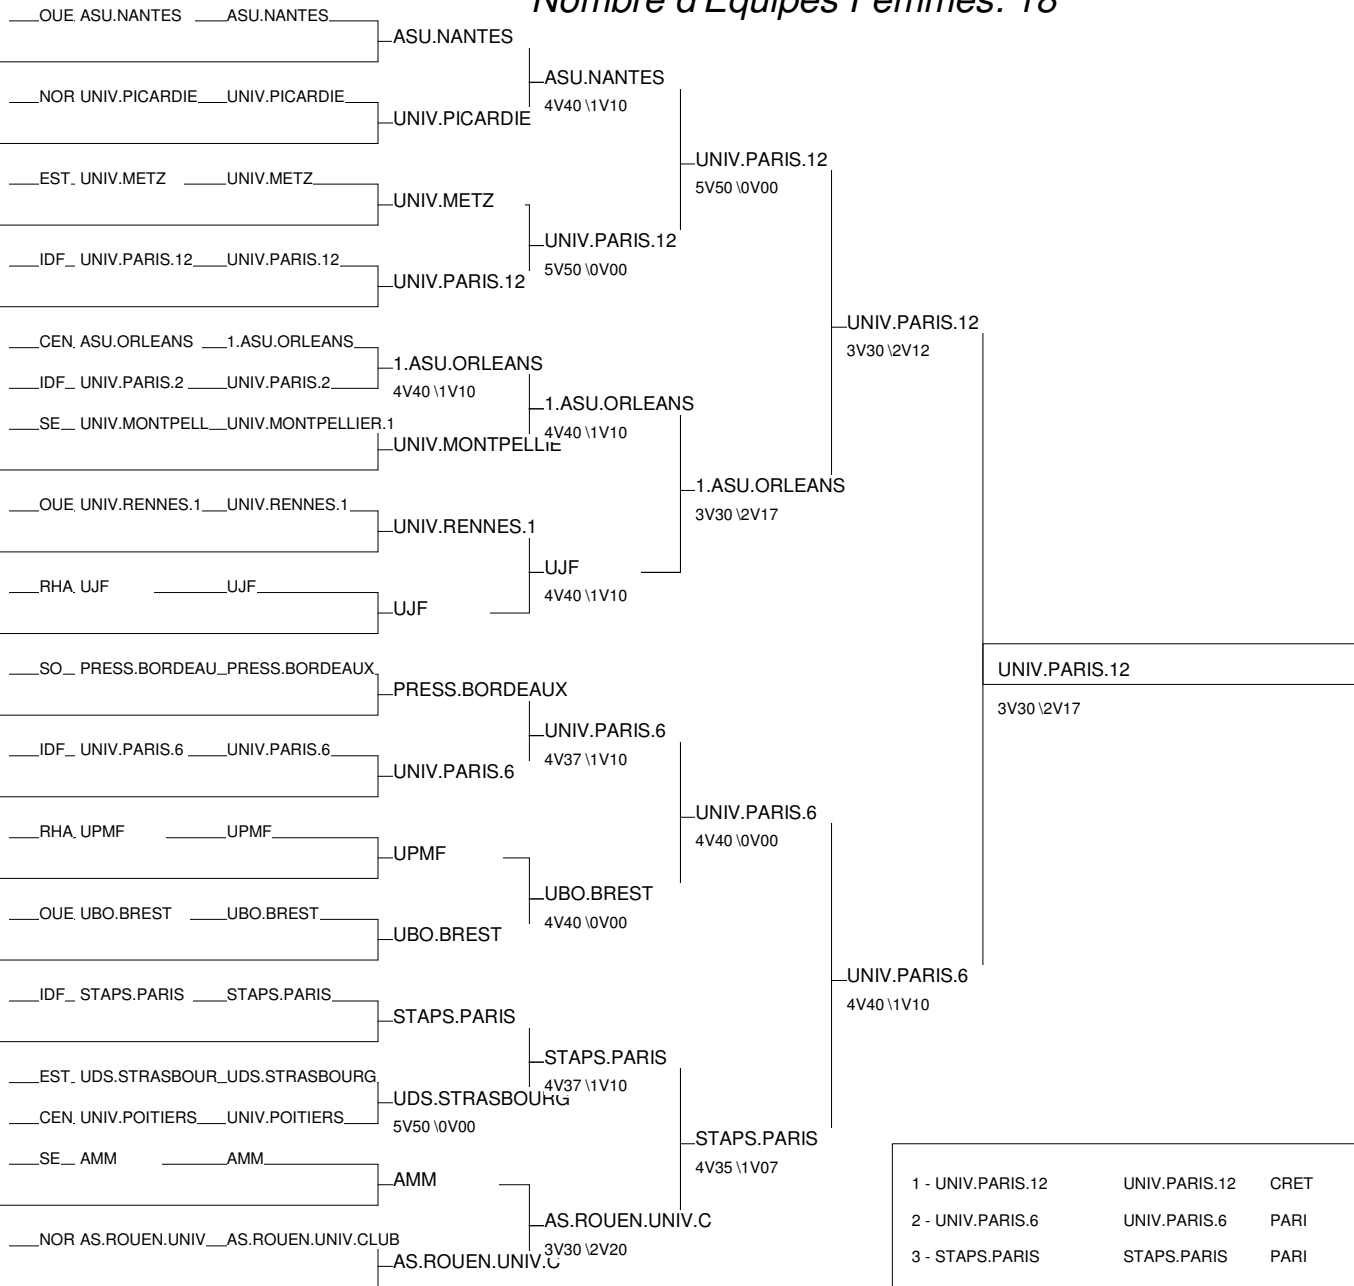 Nombre d'Equipes Femmes: 18
OUE ASU.NANTES ASU.NANTES
ASU.NANTES
ASU.NANTES
4V40 \1V10
NOR UNIV.PICARDIE UNIV.PICARDIE
UNIV.PICARDIE
UNIV.PARIS.12
5V50 \0V00
EST UNIV.METZ UNIV.METZ
UNIV.METZ
UNIV.PARIS.12
5V50 \0V00
IDF UNIV.PARIS.12 UNIV.PARIS.12
UNIV.PARIS.12
UNIV.PARIS.12
3V30 \2V12
CEN ASU.ORLEANS 1.ASU.ORLEANS
1.ASU.ORLEANS
4V40 \1V10
IDF UNIV.PARIS.2 UNIV.PARIS.2
1.ASU.ORLEANS
4V40 \1V10
SE UNIV.MONTPELL UNIV.MONTPELLIER.1
UNIV.MONTPELLIE
1.ASU.ORLEANS
3V30 \2V17
OUE UNIV.RENNES.1 UNIV.RENNES.1
UNIV.RENNES.1
UJF
4V40 \1V10
RHA UJF UJF
UJF
UNIV.PARIS.12
3V30 \2V17
SO PRESS.BORDEAU PRESS.BORDEAUX
PRESS.BORDEAUX
UNIV.PARIS.6
4V37 \1V10
IDF UNIV.PARIS.6 UNIV.PARIS.6
UNIV.PARIS.6
UNIV.PARIS.6
4V40 \0V00
RHA UPMF UPMF
UPMF
UBO.BREST
4V40 \0V00
OUE UBO.BREST UBO.BREST
UBO.BREST
UNIV.PARIS.6
4V40 \1V10
IDF STAPS.PARIS STAPS.PARIS
STAPS.PARIS
STAPS.PARIS
4V37 \1V10
EST UDS.STRASBOUR UDS.STRASBOURG
UDS.STRASBOURG
5V50 \0V00
CEN UNIV.POITIERS UNIV.POITIERS
STAPS.PARIS
4V35 \1V07
SE AMM AMM
AMM
AS.ROUEN.UNIV.C
3V30 \2V20
NOR AS.ROUEN.UNIV AS.ROUEN.UNIV.CLUB
AS.ROUEN.UNIV.C
1 - UNIV.PARIS.12 UNIV.PARIS.12 CRET
2 - UNIV.PARIS.6 UNIV.PARIS.6 PARI
3 - STAPS.PARIS STAPS.PARIS PARI